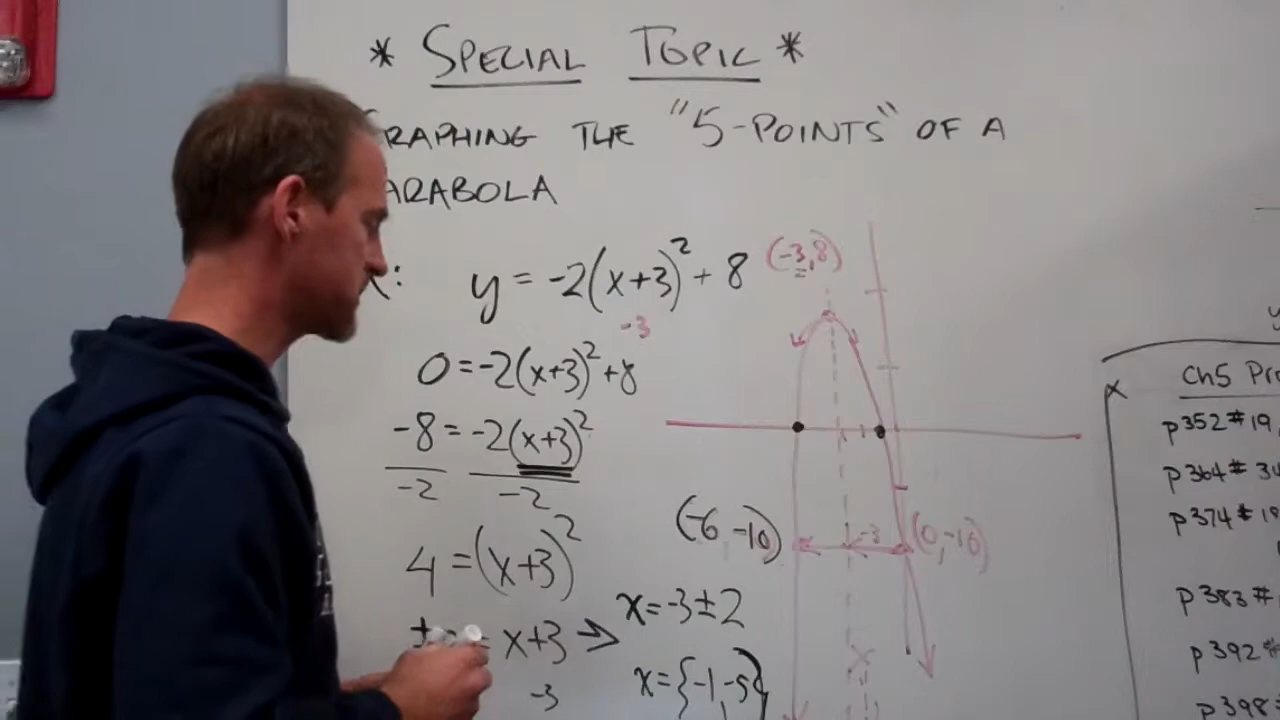 * SPECIAL TOPIC *
RAPHING THE "5-POINTS" OF A
ARABOLA
: y = -2(x+3)² + 8
(-3,8)
-3
0 = -2(x+3)² + 8
-8 = -2(x+3)²
-2 -2
4 = (x+3)²
± = x+3 → x = -3 ± 2
-3
x = {-1,-5}
(-6,-10)
-3
(0,-10)
x
y
Ch5 Pr
p352 # 19,
p364 # 34
p374 # 19
p383 #
p392 #
p398